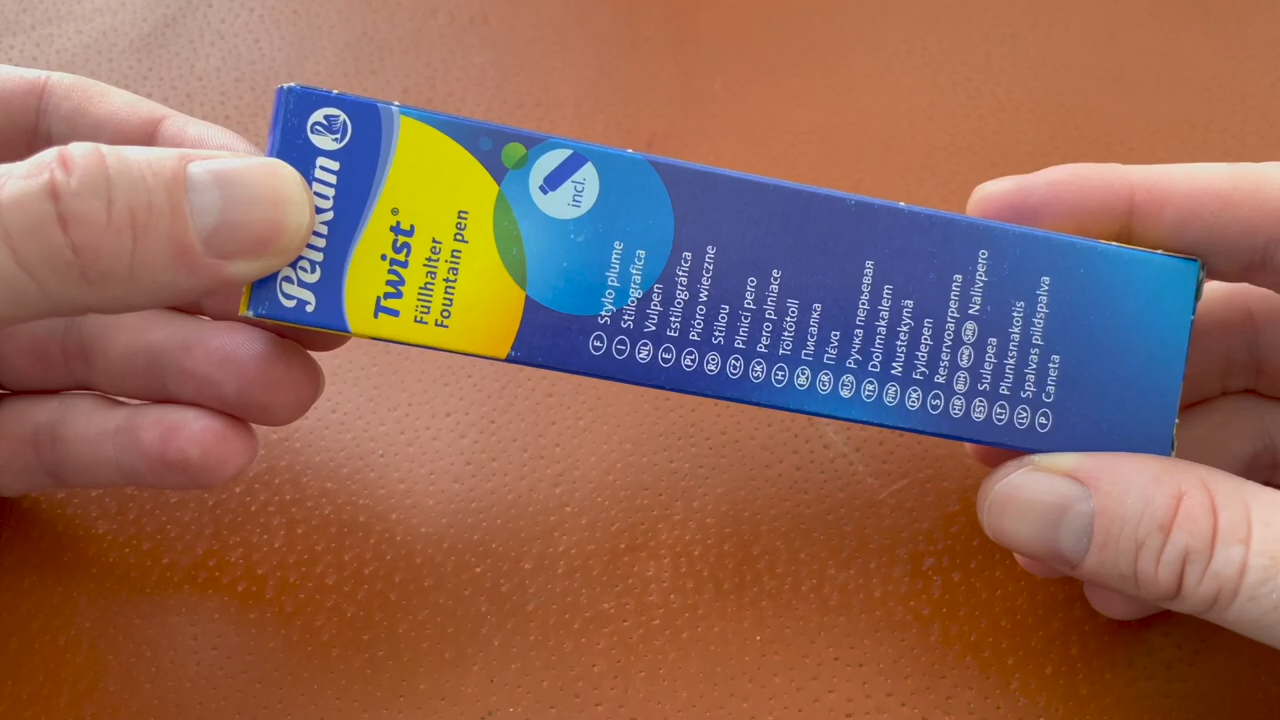 Pelikan
Twist®
Füllhalter
Fountain pen
incl.
F Stylo plume
I Stilografica
NL Vulpen
E Estilográfica
PL Pióro wieczne
RO Stilou
CZ Plnicí pero
SK Pero plniace
H Töltőtoll
BG Писалка
GR Πένα
RUS Ручка перьевая
TR Dolmakalem
FIN Mustekynä
DK Fyldepen
S Reservoarpenna
HR BIH MNE SRB Nalivpero
EST Sulepea
LT Plunksnakotis
LV Spalvas pildspalva
P Caneta